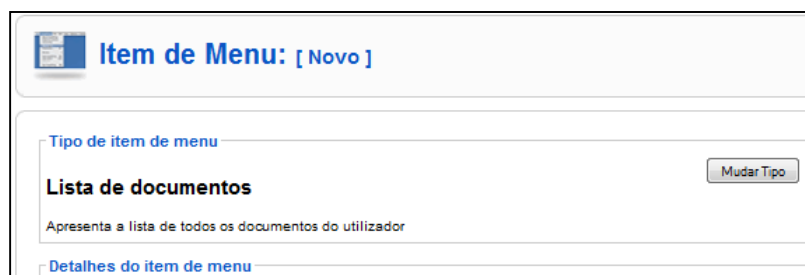 Item de Menu: [ Novo ]
Tipo de item de menu
Mudar Tipo
Lista de documentos
Apresenta a lista de todos os documentos do utilizador
Detalhes do item de menu